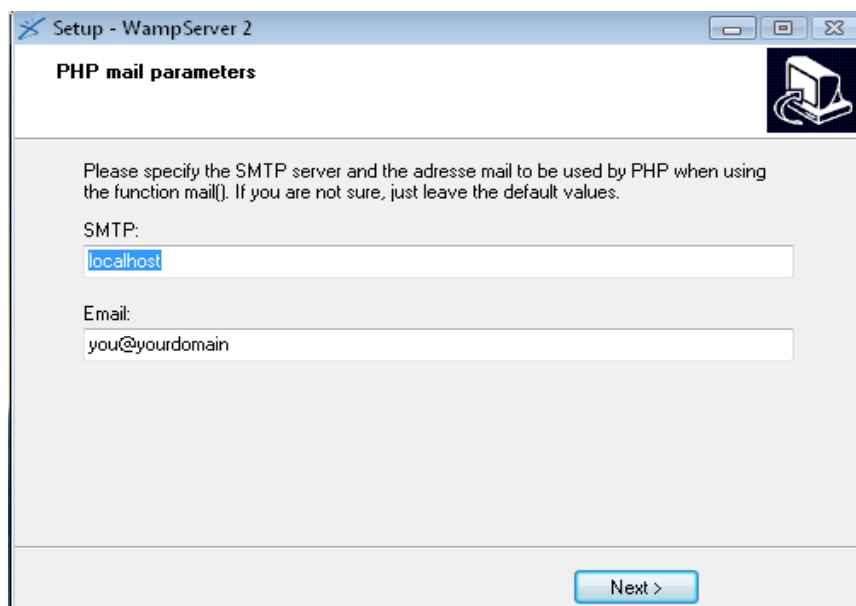 Setup - WampServer 2
PHP mail parameters
Please specify the SMTP server and the adresse mail to be used by PHP when using
the function mail(). If you are not sure, just leave the default values.
SMTP:
localhost
Email:
you@yourdomain
Next >